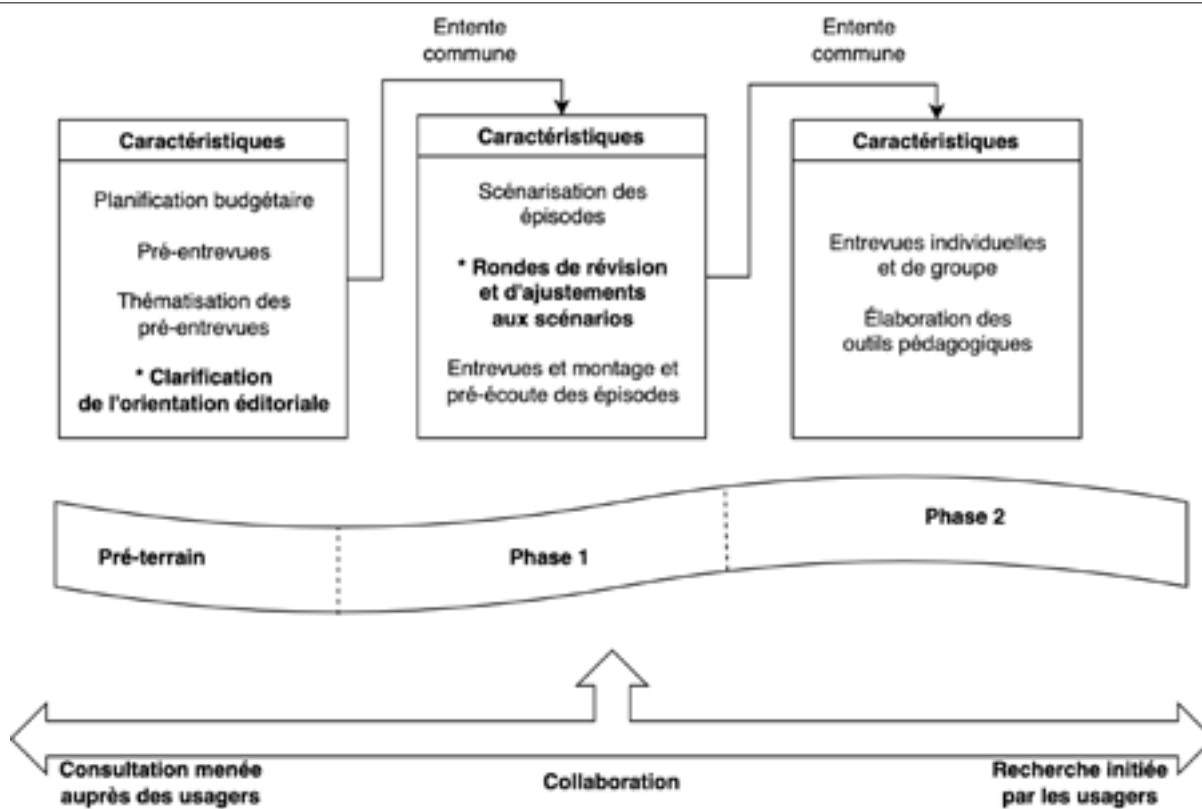 Entente
commune
Entente
commune
Caractéristiques
Planification budgétaire
Pré-entrevues
Thématisation des
pré-entrevues
* Clarification
de l'orientation éditoriale
Caractéristiques
Scénarisation des
épisodes
* Rondes de révision
et d'ajustements
aux scénarios
Entrevues et montage et
pré-écoute des épisodes
Caractéristiques
Entrevues individuelles
et de groupe
Élaboration des
outils pédagogiques
Pré-terrain
Phase 1
Phase 2
Consultation menée
auprès des usagers
Collaboration
Recherche initiée
par les usagers